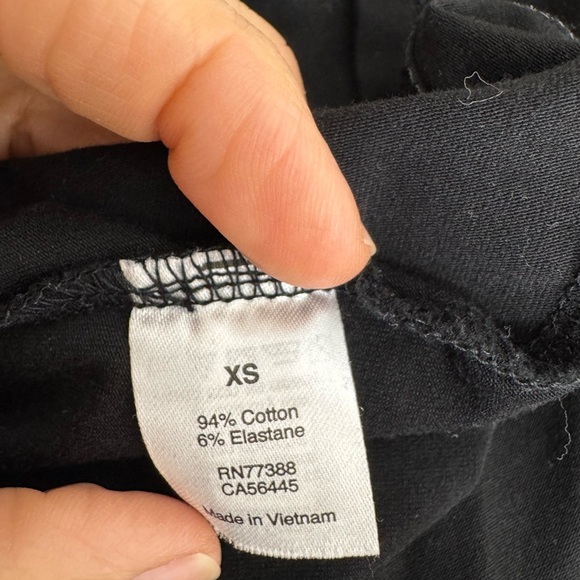 XS
94% Cotton
6% Elastane
RN77388
CA56445
Made in Vietnam